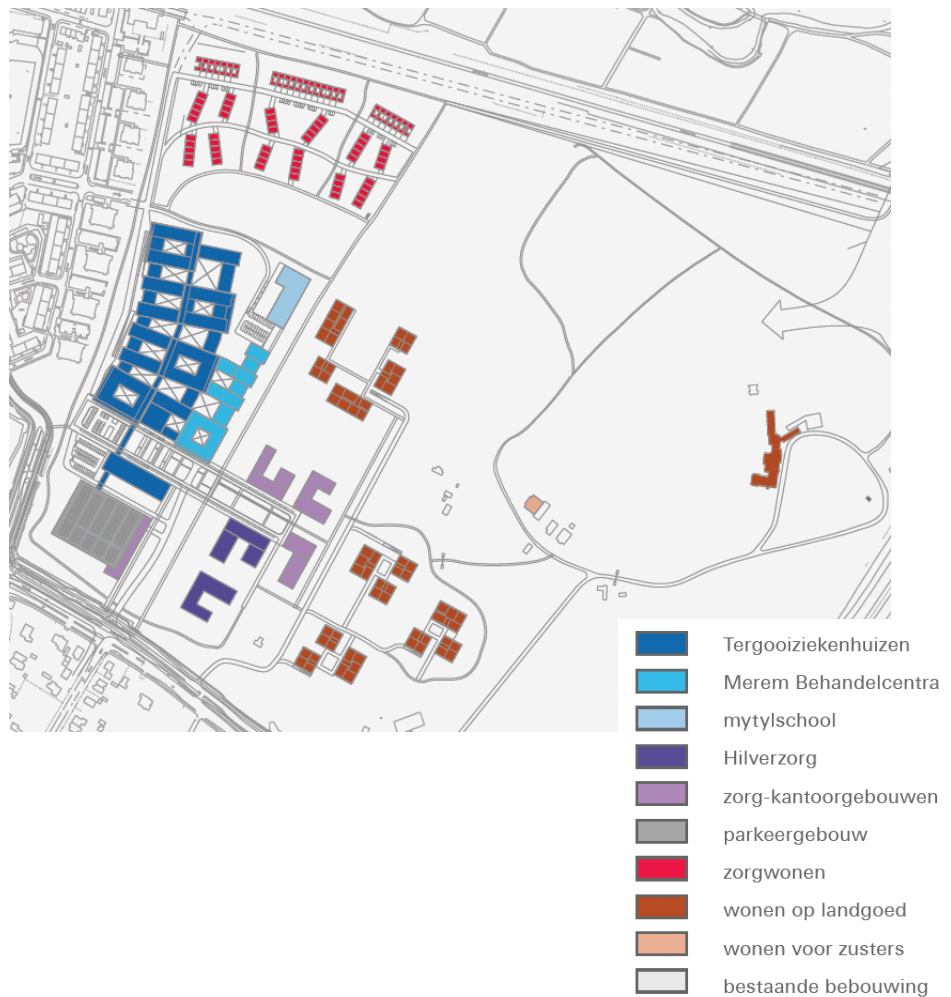 Tergooiziekenhuizen
Merem Behandelcentra
mytylschool
Hilverzorg
zorg-kantoorgebouwen
parkeergebouw
zorgwonen
wonen op landgoed
wonen voor zusters
bestaande bebouwing